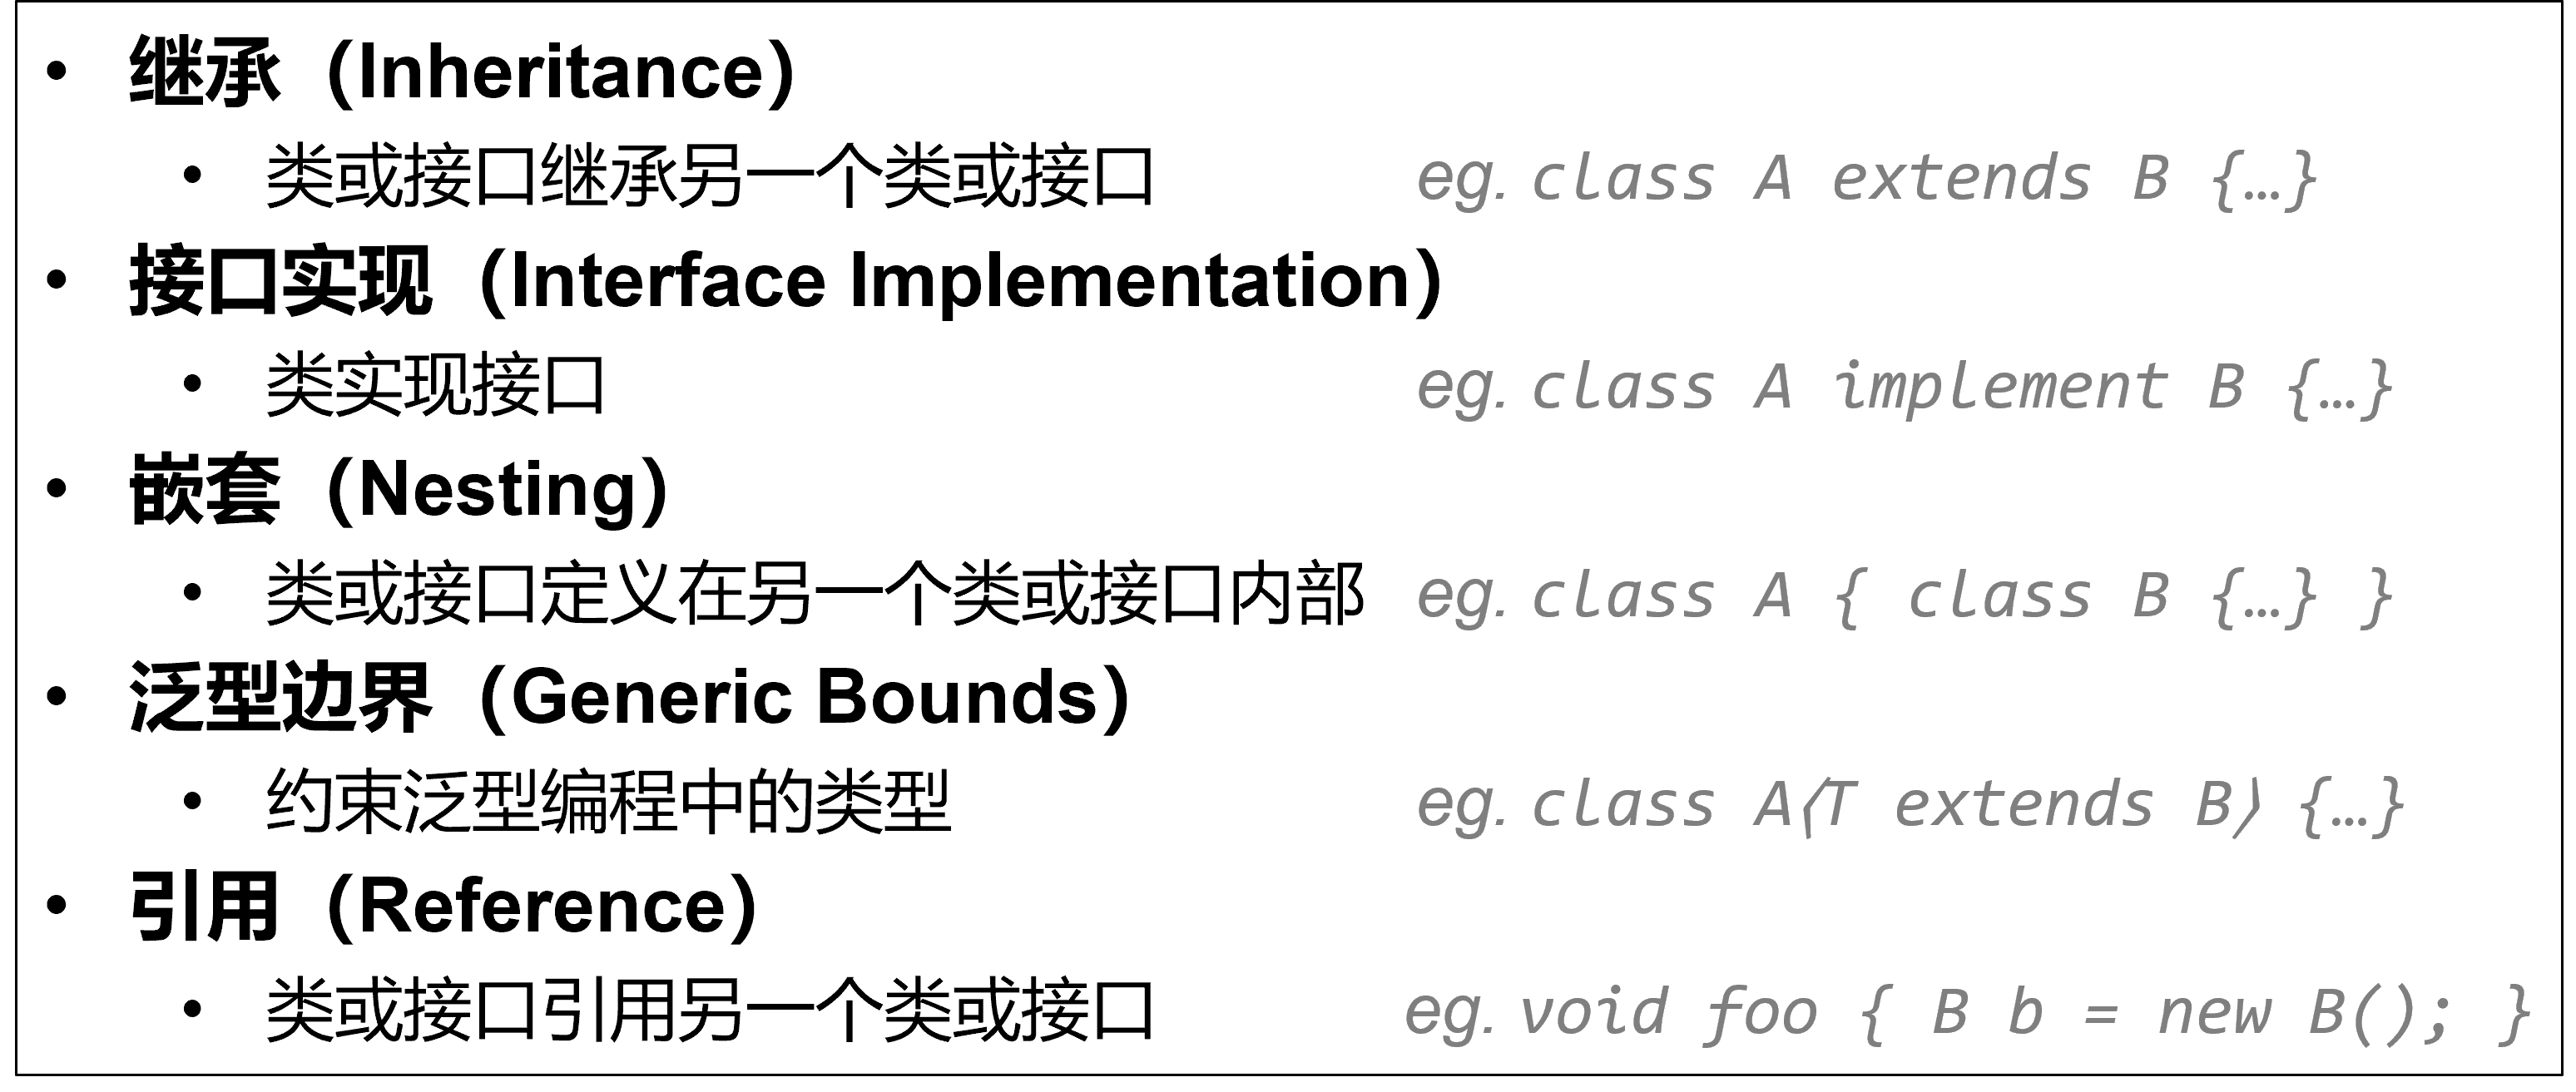 • 继承（Inheritance）
• 类或接口继承另一个类或接口 eg. class A extends B {…}
• 接口实现（Interface Implementation）
• 类实现接口 eg. class A implement B {…}
• 嵌套（Nesting）
• 类或接口定义在另一个类或接口内部 eg. class A { class B {…} }
• 泛型边界（Generic Bounds）
• 约束泛型编程中的类型 eg. class A⟨T extends B⟩ {…}
• 引用（Reference）
• 类或接口引用另一个类或接口 eg. void foo { B b = new B(); }